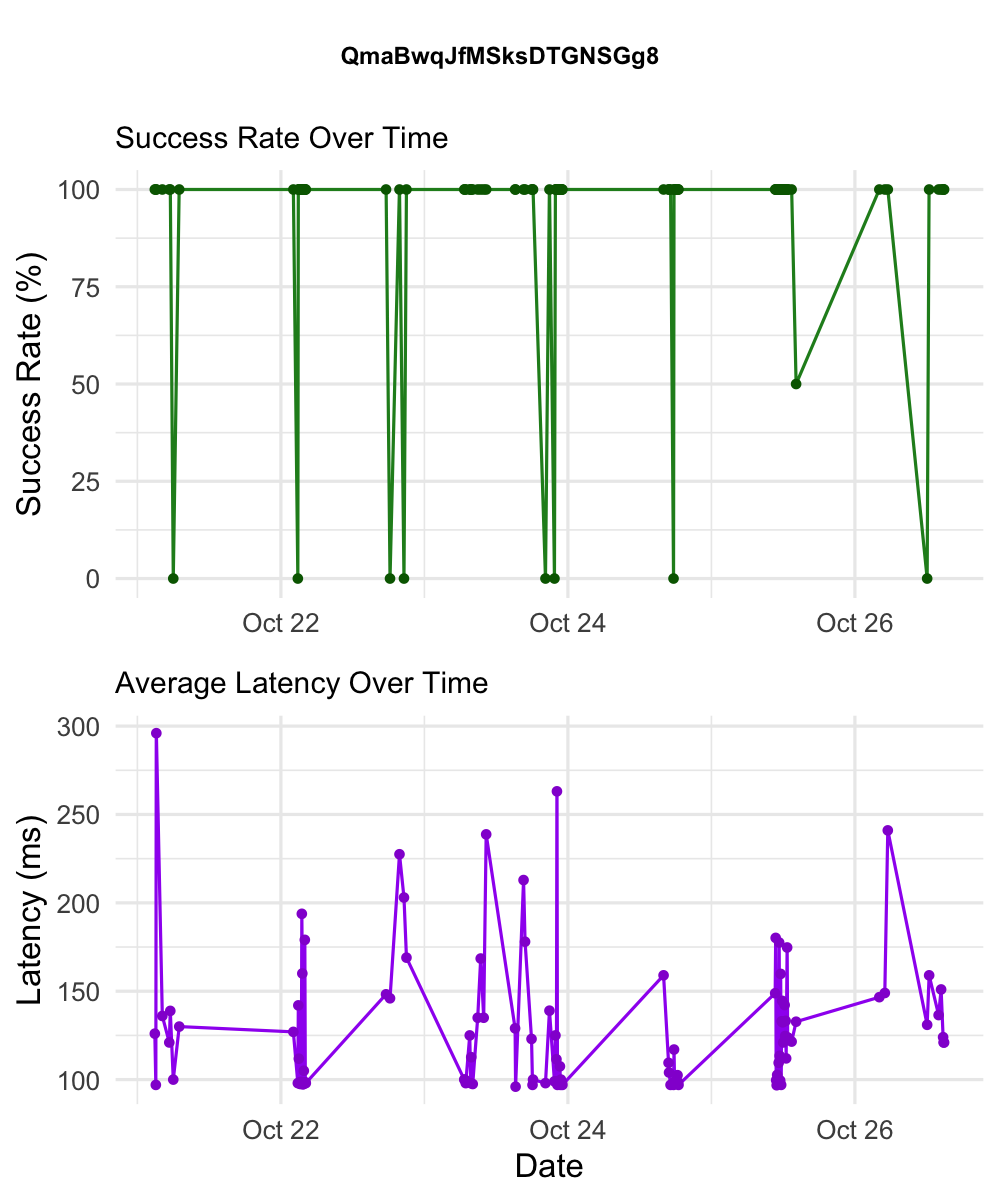 QmaBwqJfMSksDTGNSGg8
Success Rate Over Time
100
75
50
25
0
Success Rate (%)
Oct 22 Oct 24 Oct 26
Average Latency Over Time
300
250
200
150
100
Latency (ms)
Oct 22 Oct 24 Oct 26
Date